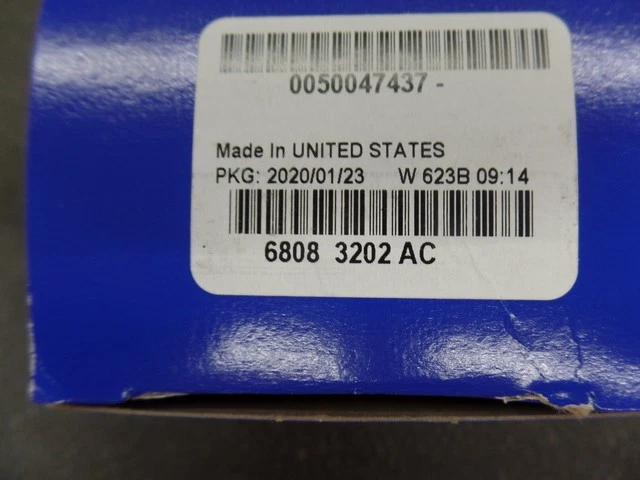 0050047437 -
Made In UNITED STATES
PKG: 2020/01/23 W 623B 09:14
6808 3202 AC